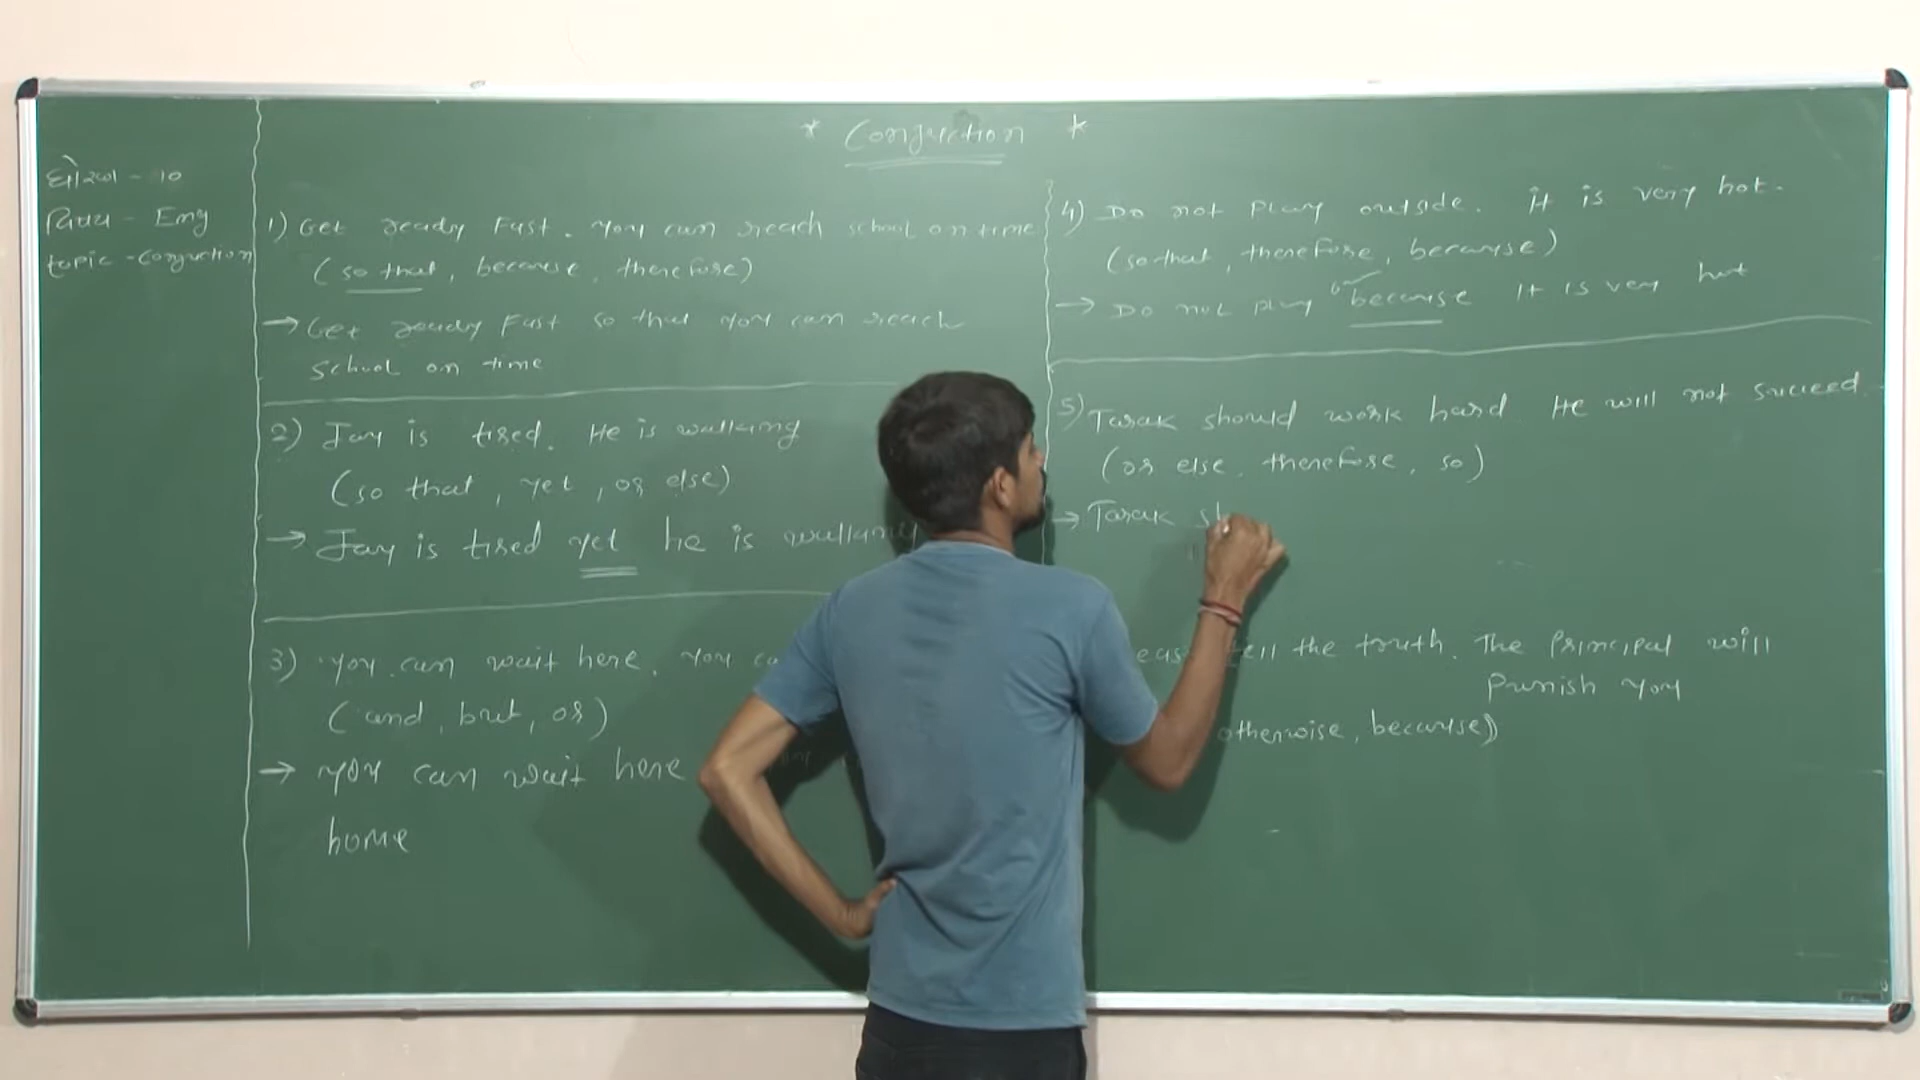 * Conjuction *
ધોરણ - 10
વિષય - Eng
topic - conjuction
1) Get ready Fast. you can reach school on time
(so that, because, therefore)
→ Get ready Fast so that you can reach
school on time
2) Jay is tired. He is walking
(so that, yet, or else)
→ Jay is tired yet he is walking
3) you can wait here. you
(and, but, or)
→ you can wait here
home
4) Do not Play outside. it is very hot.
(so that, therefore, because)
→ Do not play because it is very hot
5) Tarak should work hard He will not succeed.
(or else, therefore, so)
→ Tarak
tell the truth. The Principal will
Punish you
otherwise, because)